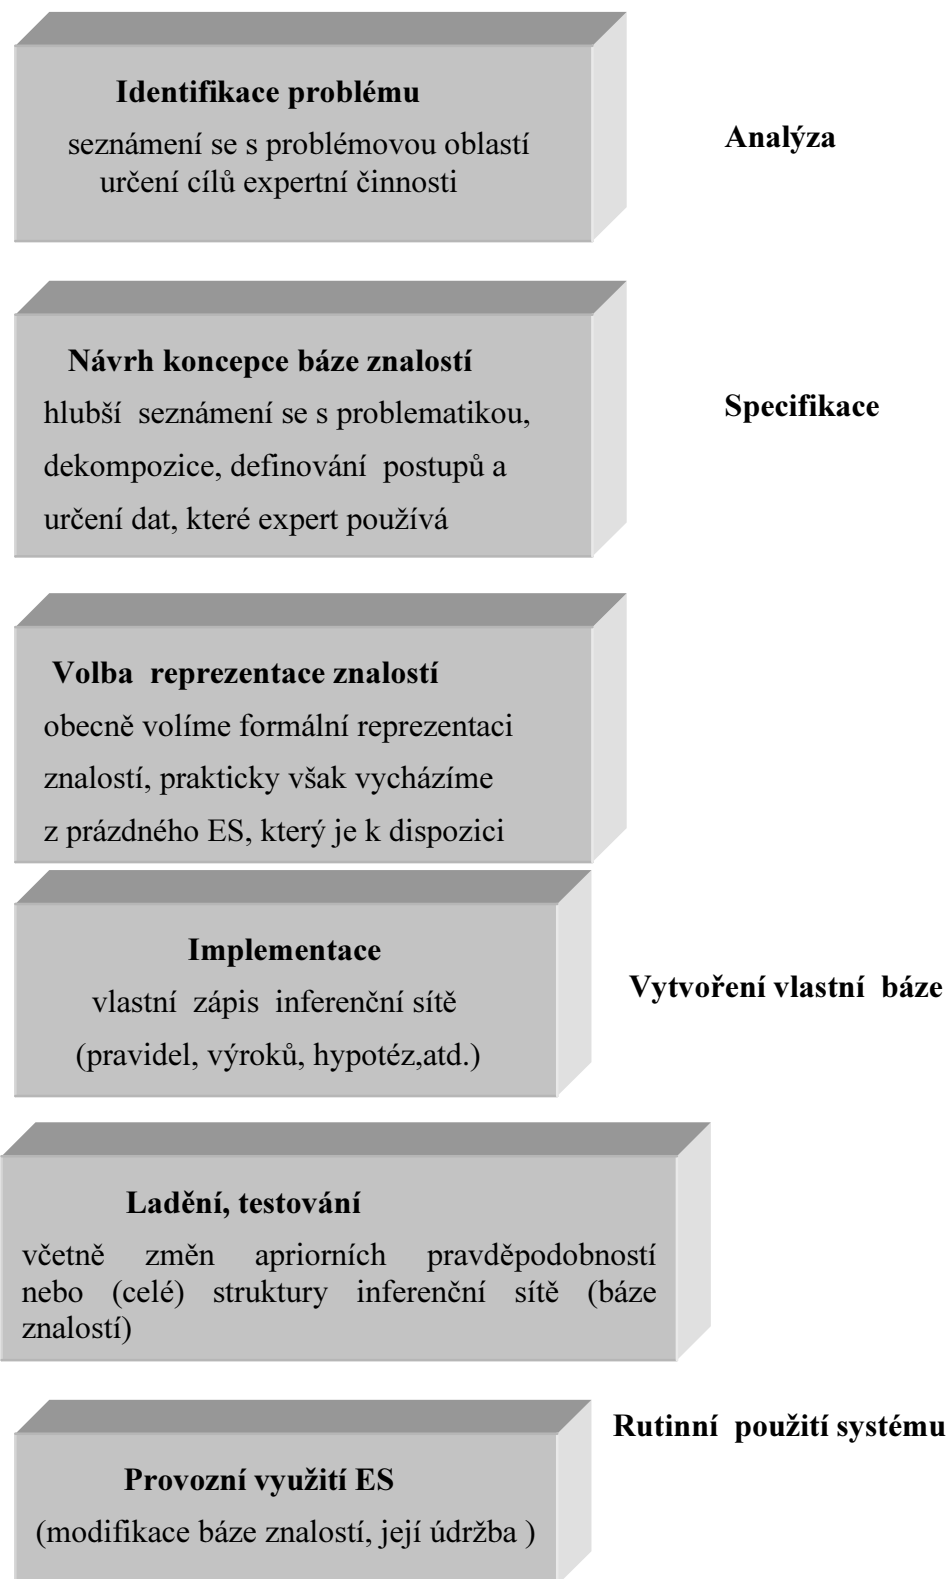 Identifikace problému
seznámení se s problémovou oblastí
určení cílů expertní činnosti
Analýza
Návrh koncepce báze znalostí
hlubší seznámení se s problematikou,
dekompozice, definování postupů a
určení dat, které expert používá
Specifikace
Volba reprezentace znalostí
obecně volíme formální reprezentaci
znalostí, prakticky však vycházíme
z prázdného ES, který je k dispozici
Implementace
vlastní zápis inferenční sítě
(pravidel, výroků, hypotéz,atd.)
Vytvoření vlastní báze
Ladění, testování
včetně změn apriorních pravděpodobností
nebo (celé) struktury inferenční sítě (báze
znalostí)
Rutinní použití systému
Provozní využití ES
(modifikace báze znalostí, její údržba )